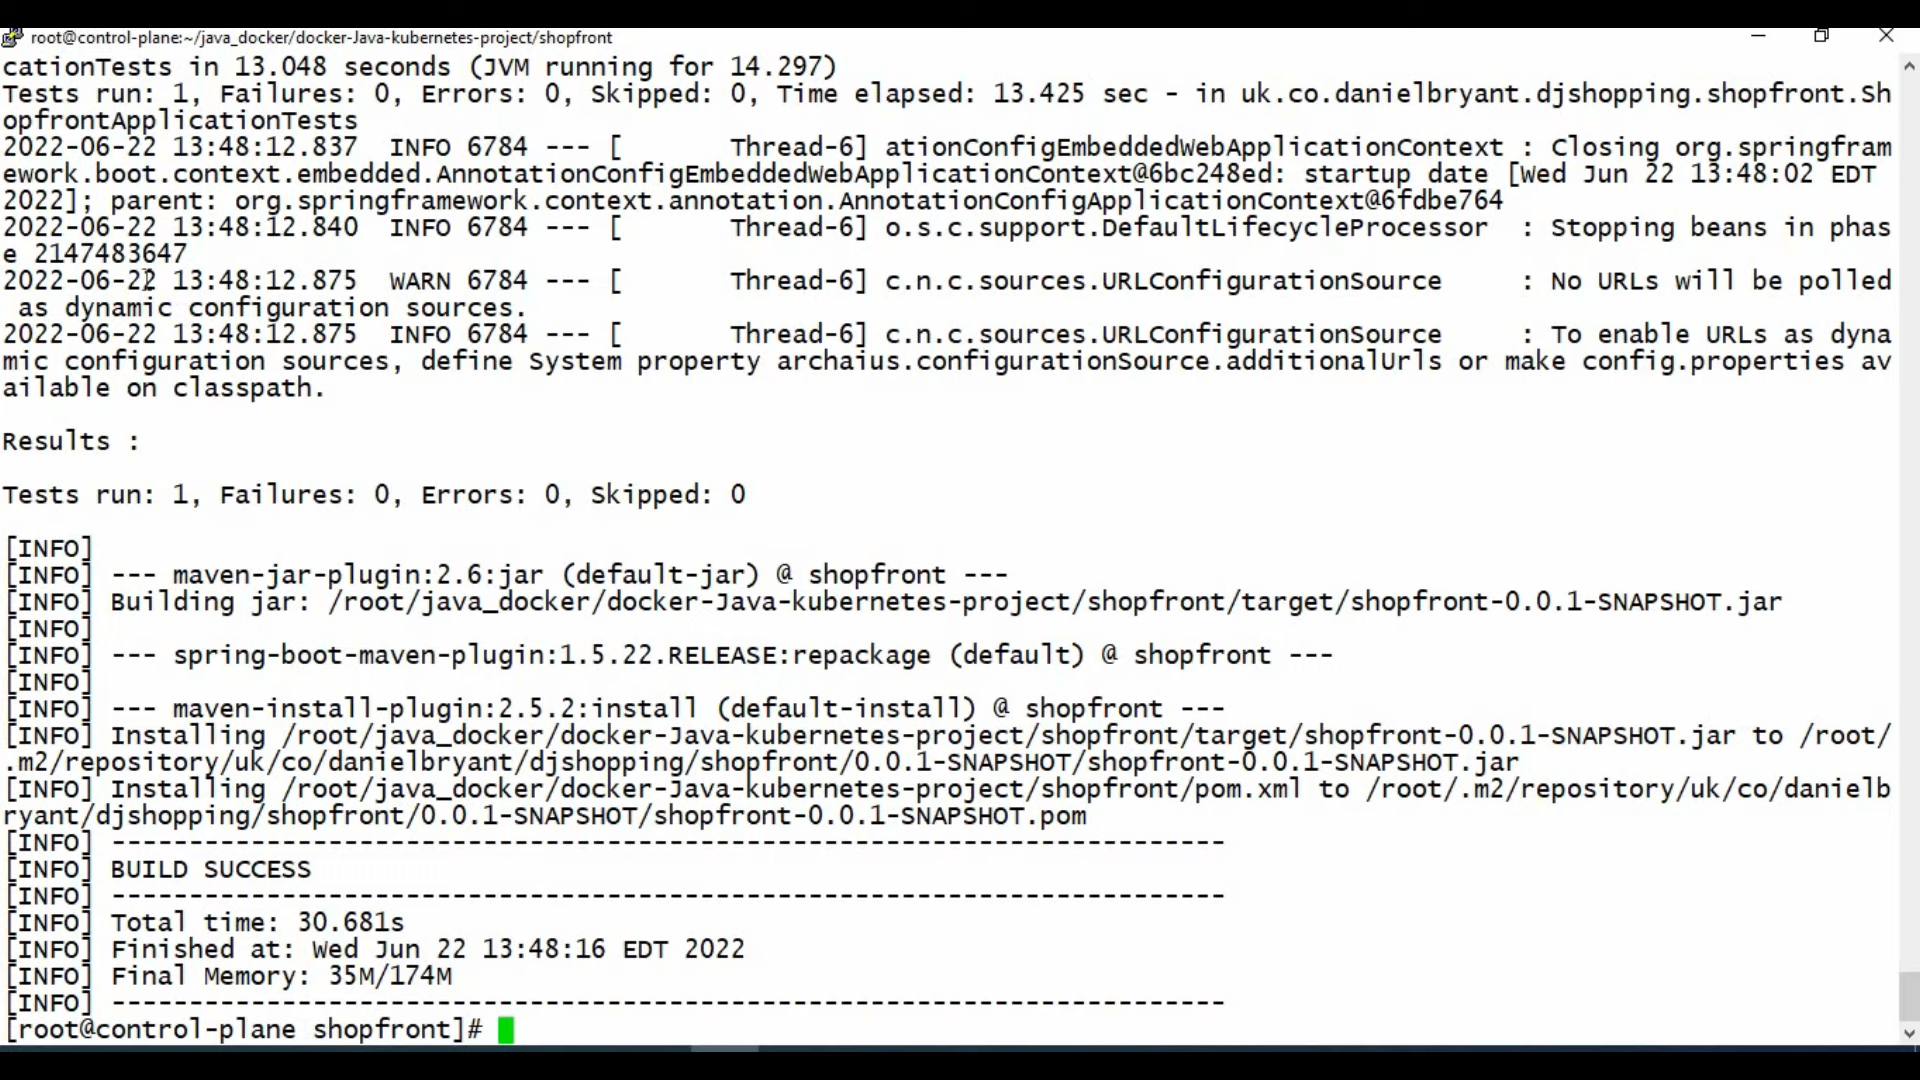 root@control-plane:~/java_docker/docker-Java-kubernetes-project/shopfront
cationTests in 13.048 seconds (JVM running for 14.297)
Tests run: 1, Failures: 0, Errors: 0, Skipped: 0, Time elapsed: 13.425 sec - in uk.co.danielbryant.djshopping.shopfront.Sh
opfrontApplicationTests
2022-06-22 13:48:12.837  INFO 6784 --- [       Thread-6] ationConfigEmbeddedWebApplicationContext : Closing org.springfram
ework.boot.context.embedded.AnnotationConfigEmbeddedWebApplicationContext@6bc248ed: startup date [Wed Jun 22 13:48:02 EDT
2022]; parent: org.springframework.context.annotation.AnnotationConfigApplicationContext@6fdbe764
2022-06-22 13:48:12.840  INFO 6784 --- [       Thread-6] o.s.c.support.DefaultLifecycleProcessor  : Stopping beans in phas
e 2147483647
2022-06-22 13:48:12.875  WARN 6784 --- [       Thread-6] c.n.c.sources.URLConfigurationSource     : No URLs will be polled
 as dynamic configuration sources.
2022-06-22 13:48:12.875  INFO 6784 --- [       Thread-6] c.n.c.sources.URLConfigurationSource     : To enable URLs as dyna
mic configuration sources, define System property archaius.configurationSource.additionalUrls or make config.properties av
ailable on classpath.
Results :
Tests run: 1, Failures: 0, Errors: 0, Skipped: 0
[INFO]
[INFO] --- maven-jar-plugin:2.6:jar (default-jar) @ shopfront ---
[INFO] Building jar: /root/java_docker/docker-Java-kubernetes-project/shopfront/target/shopfront-0.0.1-SNAPSHOT.jar
[INFO]
[INFO] --- spring-boot-maven-plugin:1.5.22.RELEASE:repackage (default) @ shopfront ---
[INFO]
[INFO] --- maven-install-plugin:2.5.2:install (default-install) @ shopfront ---
[INFO] Installing /root/java_docker/docker-Java-kubernetes-project/shopfront/target/shopfront-0.0.1-SNAPSHOT.jar to /root/
.m2/repository/uk/co/danielbryant/djshopping/shopfront/0.0.1-SNAPSHOT/shopfront-0.0.1-SNAPSHOT.jar
[INFO] Installing /root/java_docker/docker-Java-kubernetes-project/shopfront/pom.xml to /root/.m2/repository/uk/co/danielb
ryant/djshopping/shopfront/0.0.1-SNAPSHOT/shopfront-0.0.1-SNAPSHOT.pom
[INFO] ------------------------------------------------------------------------
[INFO] BUILD SUCCESS
[INFO] ------------------------------------------------------------------------
[INFO] Total time: 30.681s
[INFO] Finished at: Wed Jun 22 13:48:16 EDT 2022
[INFO] Final Memory: 35M/174M
[INFO] ------------------------------------------------------------------------
[root@control-plane shopfront]#